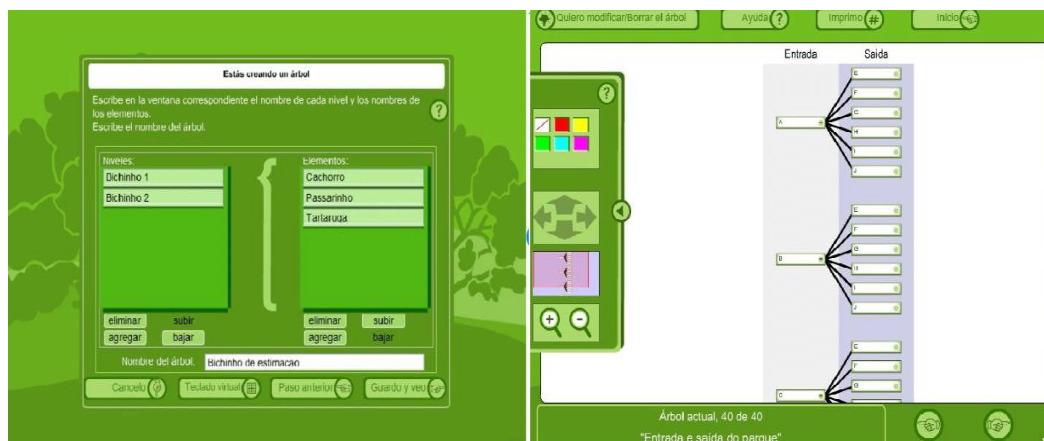 Estás creando un árbol
Escribe en la ventana correspondiente el nombre de cada nivel y los nombres de
los elementos.
Escribe el nombre del árbol.
?
Niveles:
Bichinho 1
Bichinho 2
Elementos:
Cachorro
Passarinho
Tartaruga
eliminar subir
agregar bajar
eliminar subir
agregar bajar
Nombre del árbol: Bichinho de estimacao
Cancelo
Teclado virtual
Paso anterior
Guardo y veo
Quiero modificar/Borrar el árbol
Ayuda ?
Imprimo #
Inicio
?
Entrada Saida
A
E
F
G
H
I
J
B
E
F
G
H
I
J
C
E
F
G
Árbol actual, 40 de 40
"Entrada e saída do parque"